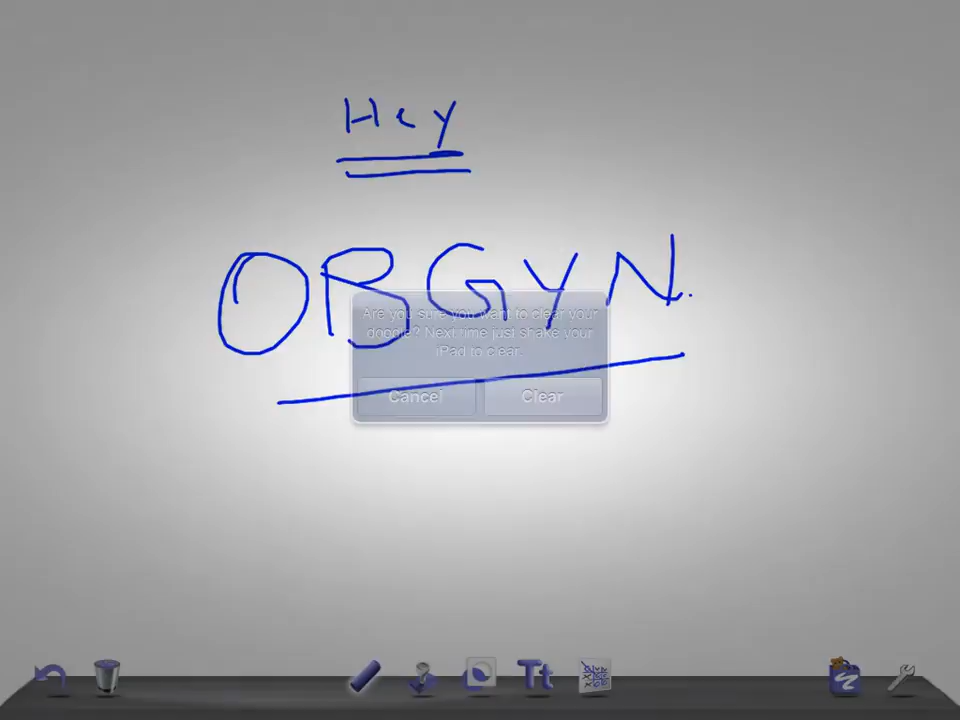 Hey
OBGYN.
Are you sure you want to clear your
doodle? Next time just shake your
iPad to clear.
Cancel Clear
Tt